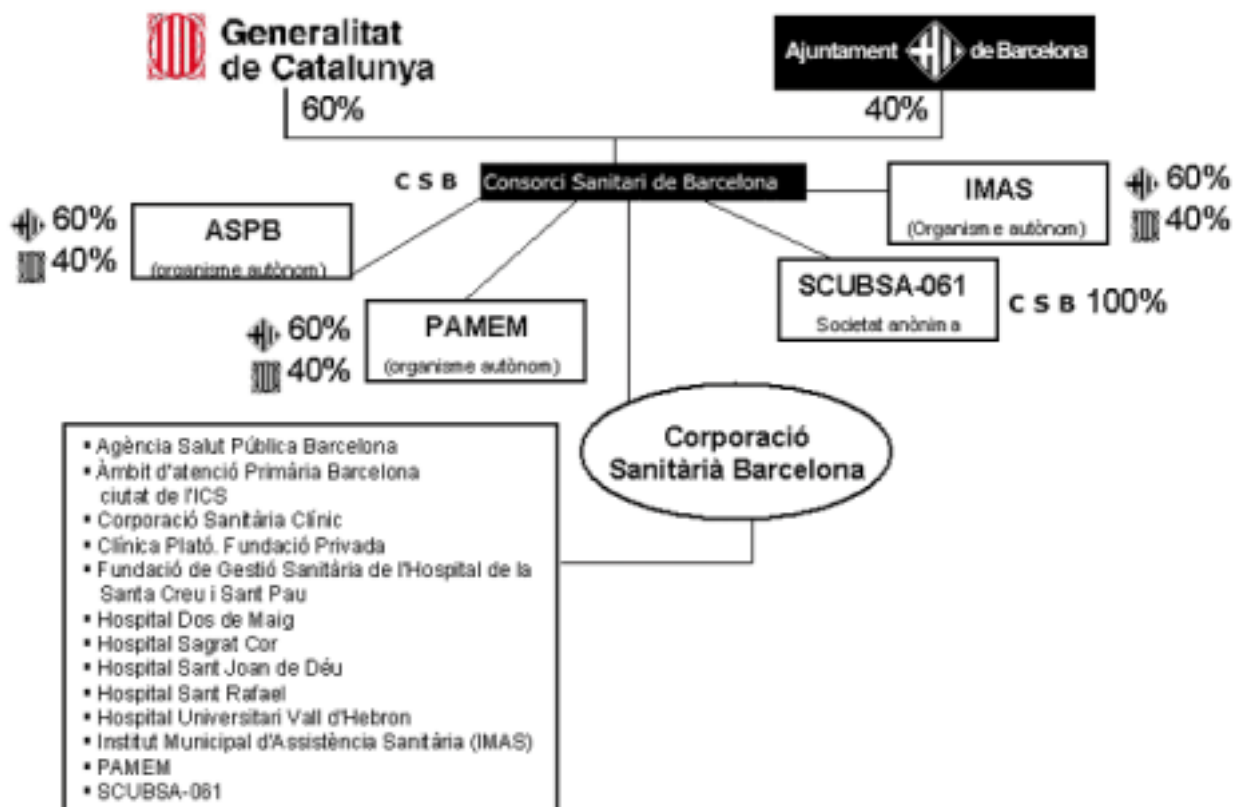 Generalitat
de Catalunya
Ajuntament de Barcelona
60%
40%
C S B Consorci Sanitari de Barcelona
IMAS
(Organisme autònom)
60%
40%
60%
40%
ASPB
(organisme autònom)
SCUBSA-061
Societat anònima
C S B 100%
60%
40%
PAMEM
(organisme autònom)
Corporació
Sanitàrià Barcelona
▪ Agència Salut Pública Barcelona
▪ Àmbit d'atenció Primària Barcelona
ciutat de l'ICS
▪ Corporació Sanitària Clínic
▪ Clínica Plató. Fundació Privada
▪ Fundació de Gestió Sanitària de l'Hospital de la
Santa Creu i Sant Pau
▪ Hospital Dos de Maig
▪ Hospital Sagrat Cor
▪ Hospital Sant Joan de Déu
▪ Hospital Sant Rafael
▪ Hospital Universitari Vall d'Hebron
▪ Institut Municipal d'Assistència Sanitària (IMAS)
▪ PAMEM
▪ SCUBSA-061